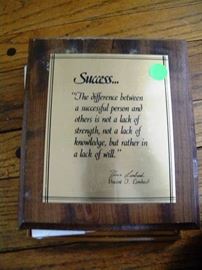 Success...
"The difference between
a successful person and
others is not a lack of
strength, not a lack of
knowledge, but rather in
a lack of will."